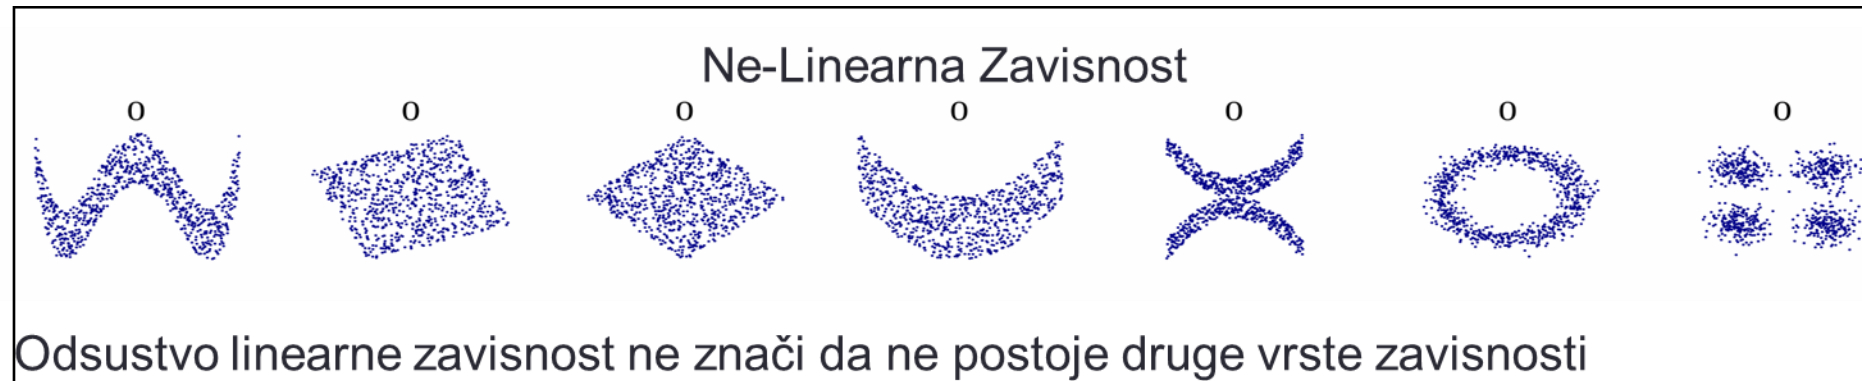 Ne-Linearna Zavisnost
0 0 0 0 0 0 0
Odsustvo linearne zavisnost ne znači da ne postoje druge vrste zavisnosti